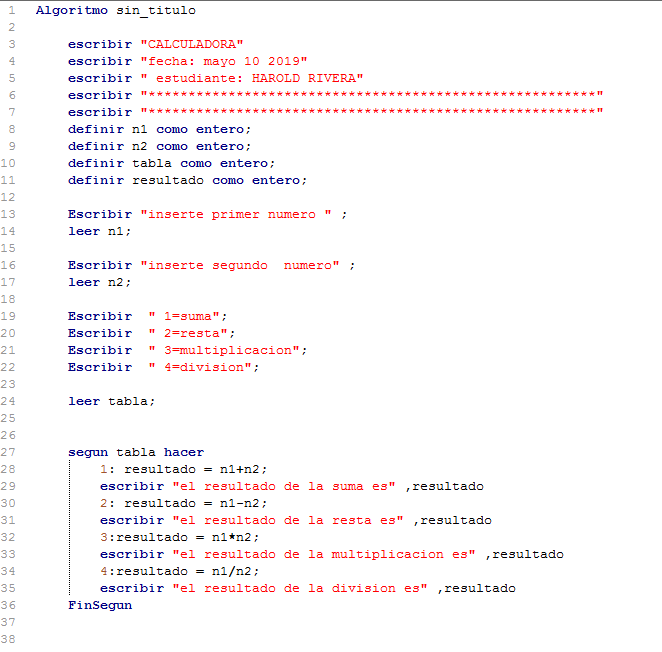 1 Algoritmo sin_titulo
2
3 escribir "CALCULADORA"
4 escribir "fecha: mayo 10 2019"
5 escribir " estudiante: HAROLD RIVERA"
6 escribir "********************************************************"
7 escribir "********************************************************"
8 definir n1 como entero;
9 definir n2 como entero;
10 definir tabla como entero;
11 definir resultado como entero;
12
13 Escribir "inserte primer numero " ;
14 leer n1;
15
16 Escribir "inserte segundo  numero" ;
17 leer n2;
18
19 Escribir  " 1=suma";
20 Escribir  " 2=resta";
21 Escribir  " 3=multiplicacion";
22 Escribir  " 4=division";
23
24 leer tabla;
25
26
27 segun tabla hacer
28 1: resultado = n1+n2;
29 escribir "el resultado de la suma es" ,resultado
30 2: resultado = n1-n2;
31 escribir "el resultado de la resta es" ,resultado
32 3:resultado = n1*n2;
33 escribir "el resultado de la multiplicacion es" ,resultado
34 4:resultado = n1/n2;
35 escribir "el resultado de la division es" ,resultado
36 FinSegun
37
38